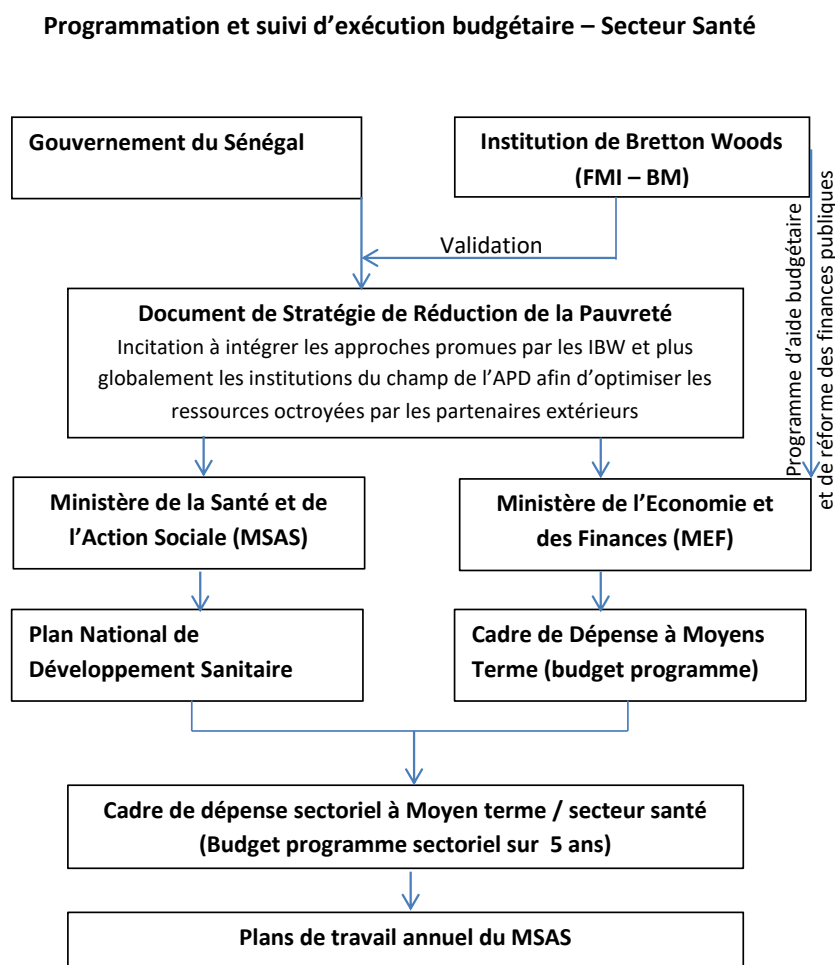 Programmation et suivi d'exécution budgétaire – Secteur Santé
Gouvernement du Sénégal
Institution de Bretton Woods
(FMI – BM)
Validation
Programme d'aide budgétaire
et de réforme des finances publiques
Document de Stratégie de Réduction de la Pauvreté
Incitation à intégrer les approches promues par les IBW et plus
globalement les institutions du champ de l'APD afin d'optimiser les
ressources octroyées par les partenaires extérieurs
Ministère de la Santé et de
l'Action Sociale (MSAS)
Ministère de l'Economie et
des Finances (MEF)
Plan National de
Développement Sanitaire
Cadre de Dépense à Moyens
Terme (budget programme)
Cadre de dépense sectoriel à Moyen terme / secteur santé
(Budget programme sectoriel sur 5 ans)
Plans de travail annuel du MSAS